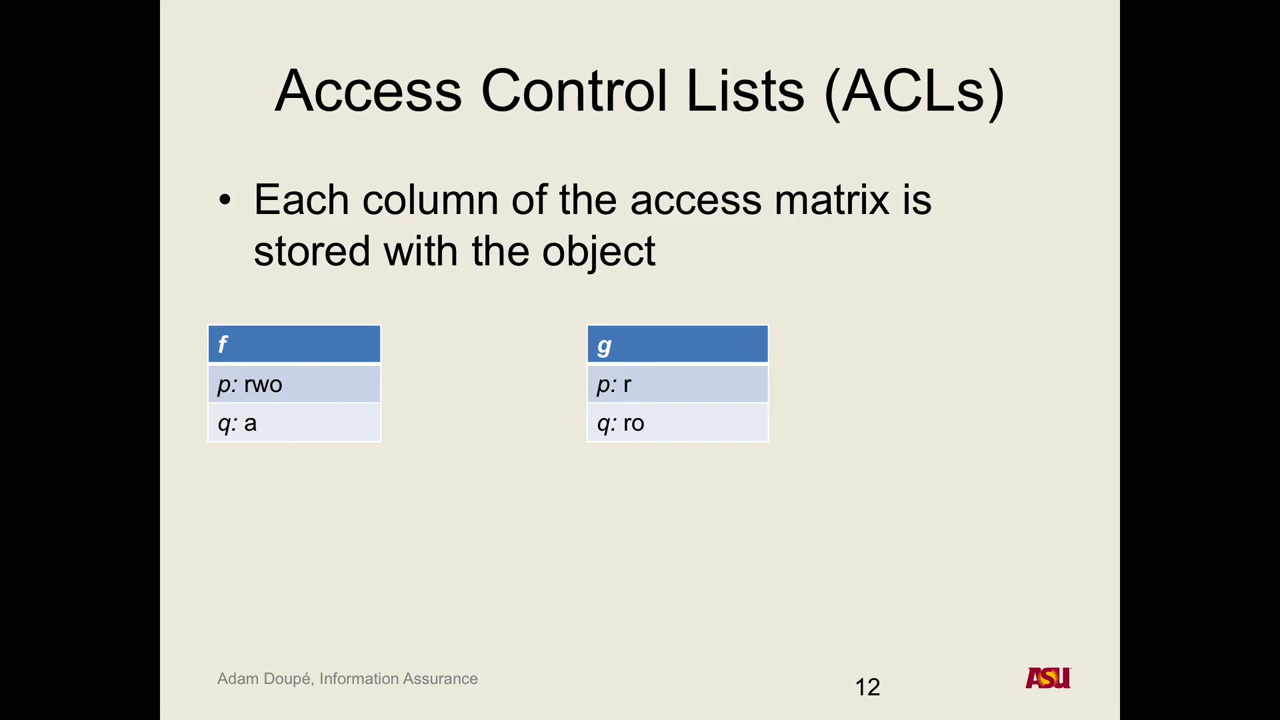 Access Control Lists (ACLs)
• Each column of the access matrix is
stored with the object
f
p: rwo
q: a
g
p: r
q: ro
Adam Doupé, Information Assurance
12
ASU